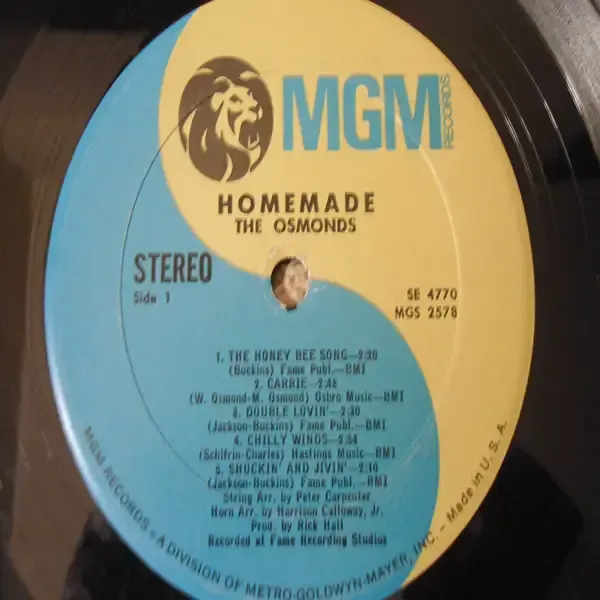 MGM
RECORDS
HOMEMADE
THE OSMONDS
STEREO
Side 1
SE 4770
MGS 2578
1. THE HONEY BEE SONG—2:20
(Buckins) Fame Publ.—BMI
2. CARRIE—2:48
(W. Osmond-M. Osmond) Osbro Music—BMI
3. DOUBLE LOVIN'—2:30
(Jackson-Buckins) Fame Publ.—BMI
4. CHILLY WINDS—2:54
(Schifrin-Charles) Hastings Music—BMI
5. SHUCKIN' AND JIVIN'—2:10
(Jackson-Buckins) Fame Publ.—BMI
String Arr. by Peter Carpenter
Horn Arr. by Harrison Calloway, Jr.
Prod. by Rick Hall
Recorded at Fame Recording Studios
MGM RECORDS – A DIVISION OF METRO-GOLDWYN-MAYER, INC. – Made in U. S. A.